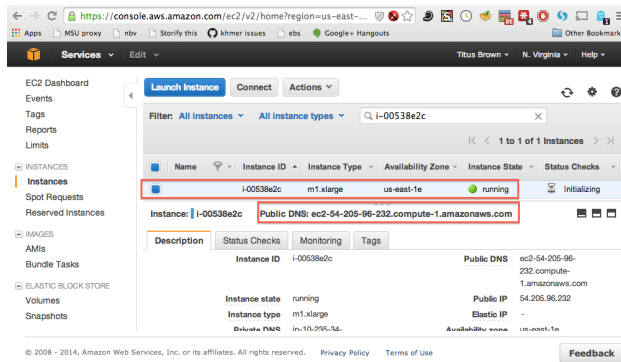 https://console.aws.amazon.com/ec2/v2/home?region=us-east-...
Apps MSU proxy nbv Storify this khmer issues ebs Google+ Hangouts Other Bookmark
Services Edit Titus Brown N. Virginia Help
EC2 Dashboard
Events
Tags
Reports
Limits
INSTANCES
Instances
Spot Requests
Reserved Instances
IMAGES
AMIs
Bundle Tasks
ELASTIC BLOCK STORE
Volumes
Snapshots
Launch Instance Connect Actions
Filter: All instances All instance types i-00538e2c
1 to 1 of 1 Instances
Name Instance ID Instance Type Availability Zone Instance State Status Checks
i-00538e2c m1.xlarge us-east-1e running Initializing
Instance: i-00538e2c Public DNS: ec2-54-205-96-232.compute-1.amazonaws.com
Description Status Checks Monitoring Tags
Instance ID i-00538e2c Public DNS ec2-54-205-96-
232.compute-
1.amazonaws.com
Instance state running Public IP 54.205.96.232
Instance type m1.xlarge Elastic IP -
Private DNS ip-10-235-34- Availability zone us-east-1e
© 2008 - 2014, Amazon Web Services, Inc. or its affiliates. All rights reserved. Privacy Policy Terms of Use Feedback